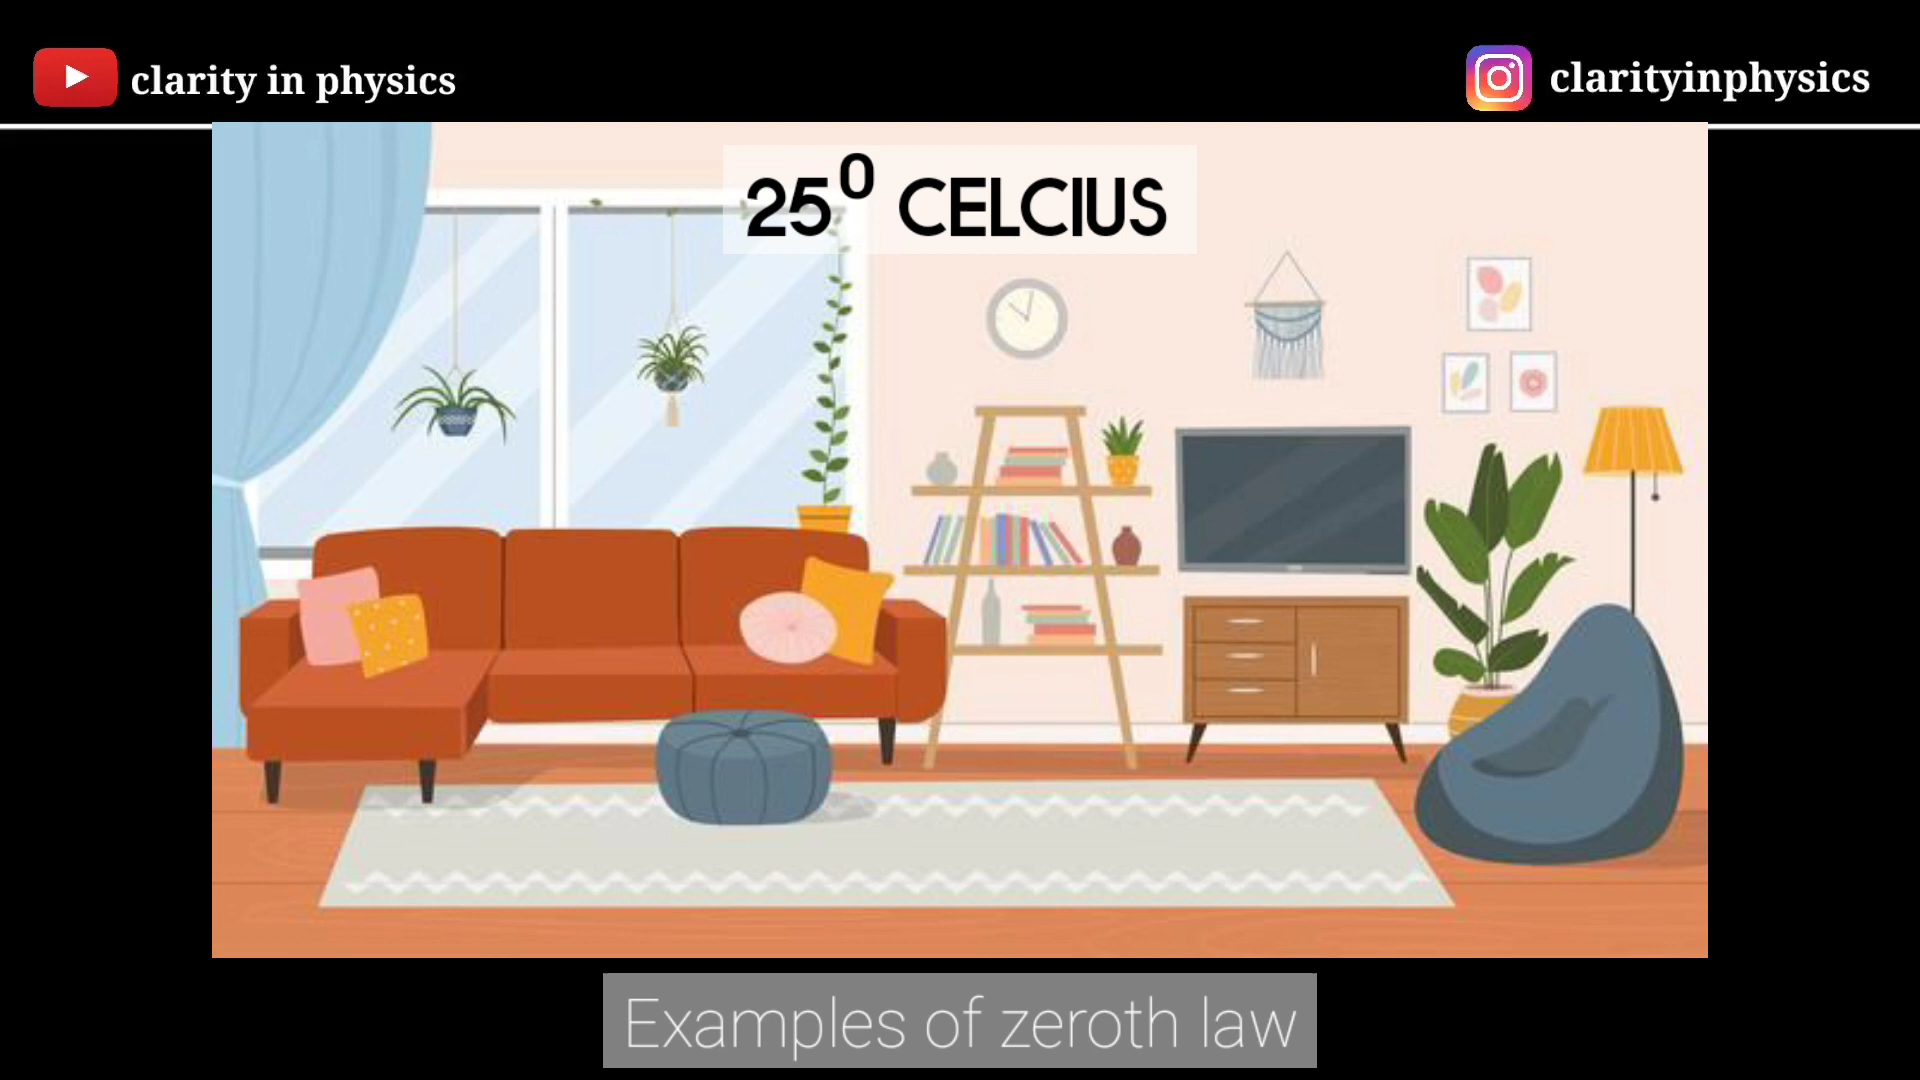 clarity in physics
clarityinphysics
25⁰ CELCIUS
Examples of zeroth law